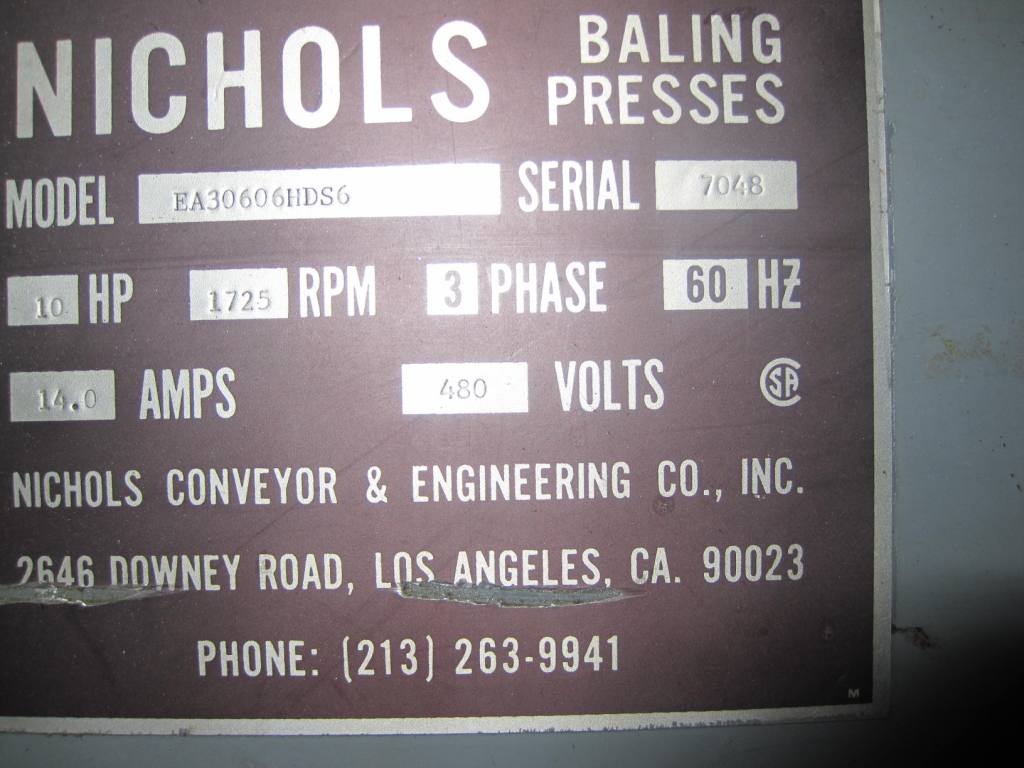 NICHOLS BALING PRESSES
MODEL EA30606HDS6 SERIAL 7048
10 HP 1725 RPM 3 PHASE 60 HZ
14.0 AMPS 480 VOLTS CSA
NICHOLS CONVEYOR & ENGINEERING CO., INC.
2646 DOWNEY ROAD, LOS ANGELES, CA. 90023
PHONE: (213) 263-9941
M